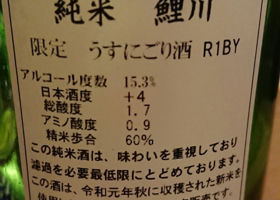 純米 鯉川
限定 うすにごり酒 R1BY
アルコール度数 15.3%
日本酒度 +4
総酸度 1.7
アミノ酸度 0.9
精米歩合 60%
この純米酒は、味わいを重視しており
濾過を必要最低限にとどめております。
この酒は、令和元年秋に収穫された新米を